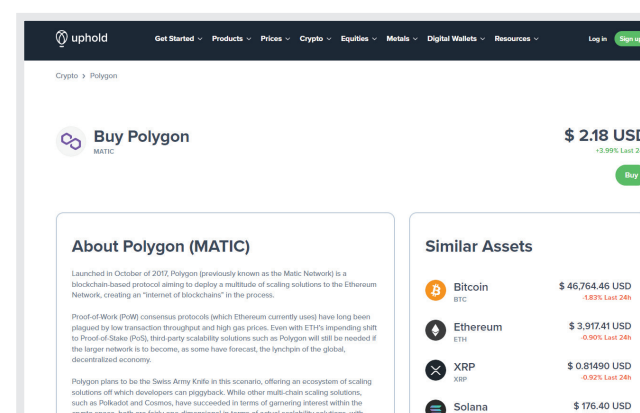 uphold
Get Started Products Prices Crypto Equities Metals Digital Wallets Resources Log in Sign up
Crypto > Polygon
Buy Polygon
MATIC
$ 2.18 USD
+3.99% Last 2
Buy
About Polygon (MATIC)
Launched in October of 2017, Polygon (previously known as the Matic Network) is a
blockchain-based protocol aiming to deploy a multitude of scaling solutions to the Ethereum
Network, creating an "internet of blockchains" in the process.
Proof-of-Work (PoW) consensus protocols (which Ethereum currently uses) have long been
plagued by low transaction throughput and high gas prices. Even with ETH's impending shift
to Proof-of-Stake (PoS), third-party scalability solutions such as Polygon will still be needed if
the larger network is to become, as some have forecast, the lynchpin of the global,
decentralized economy.
Polygon plans to be the Swiss Army Knife in this scenario, offering an ecosystem of scaling
solutions off which developers can piggyback. While other multi-chain scaling solutions,
such as Polkadot and Cosmos, have succeeded in terms of garnering interest within the
Similar Assets
Bitcoin $ 46,764.46 USD
BTC -1.83% Last 24h
Ethereum $ 3,917.41 USD
ETH -0.90% Last 24h
XRP $ 0.81490 USD
XRP -0.92% Last 24h
Solana $ 176.40 USD